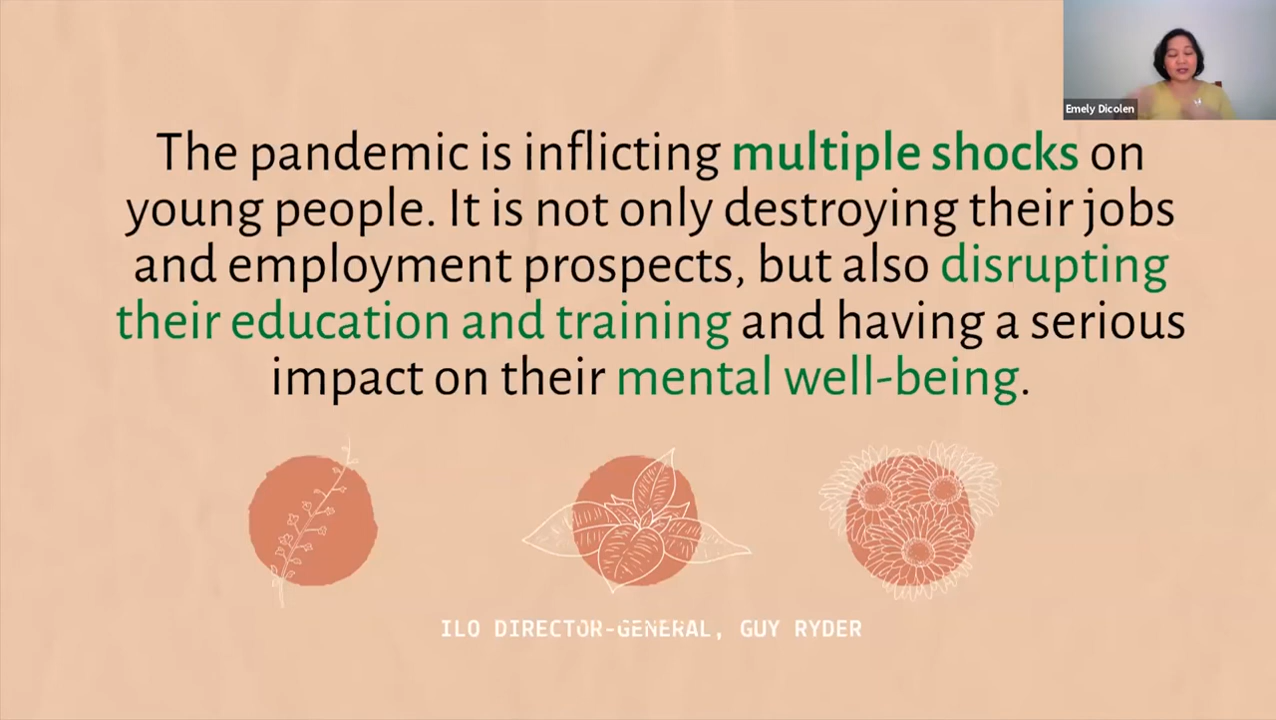 Emely Dicolen
The pandemic is inflicting multiple shocks on
young people. It is not only destroying their jobs
and employment prospects, but also disrupting
their education and training and having a serious
impact on their mental well-being.
ILO DIRECTOR-GENERAL, GUY RYDER